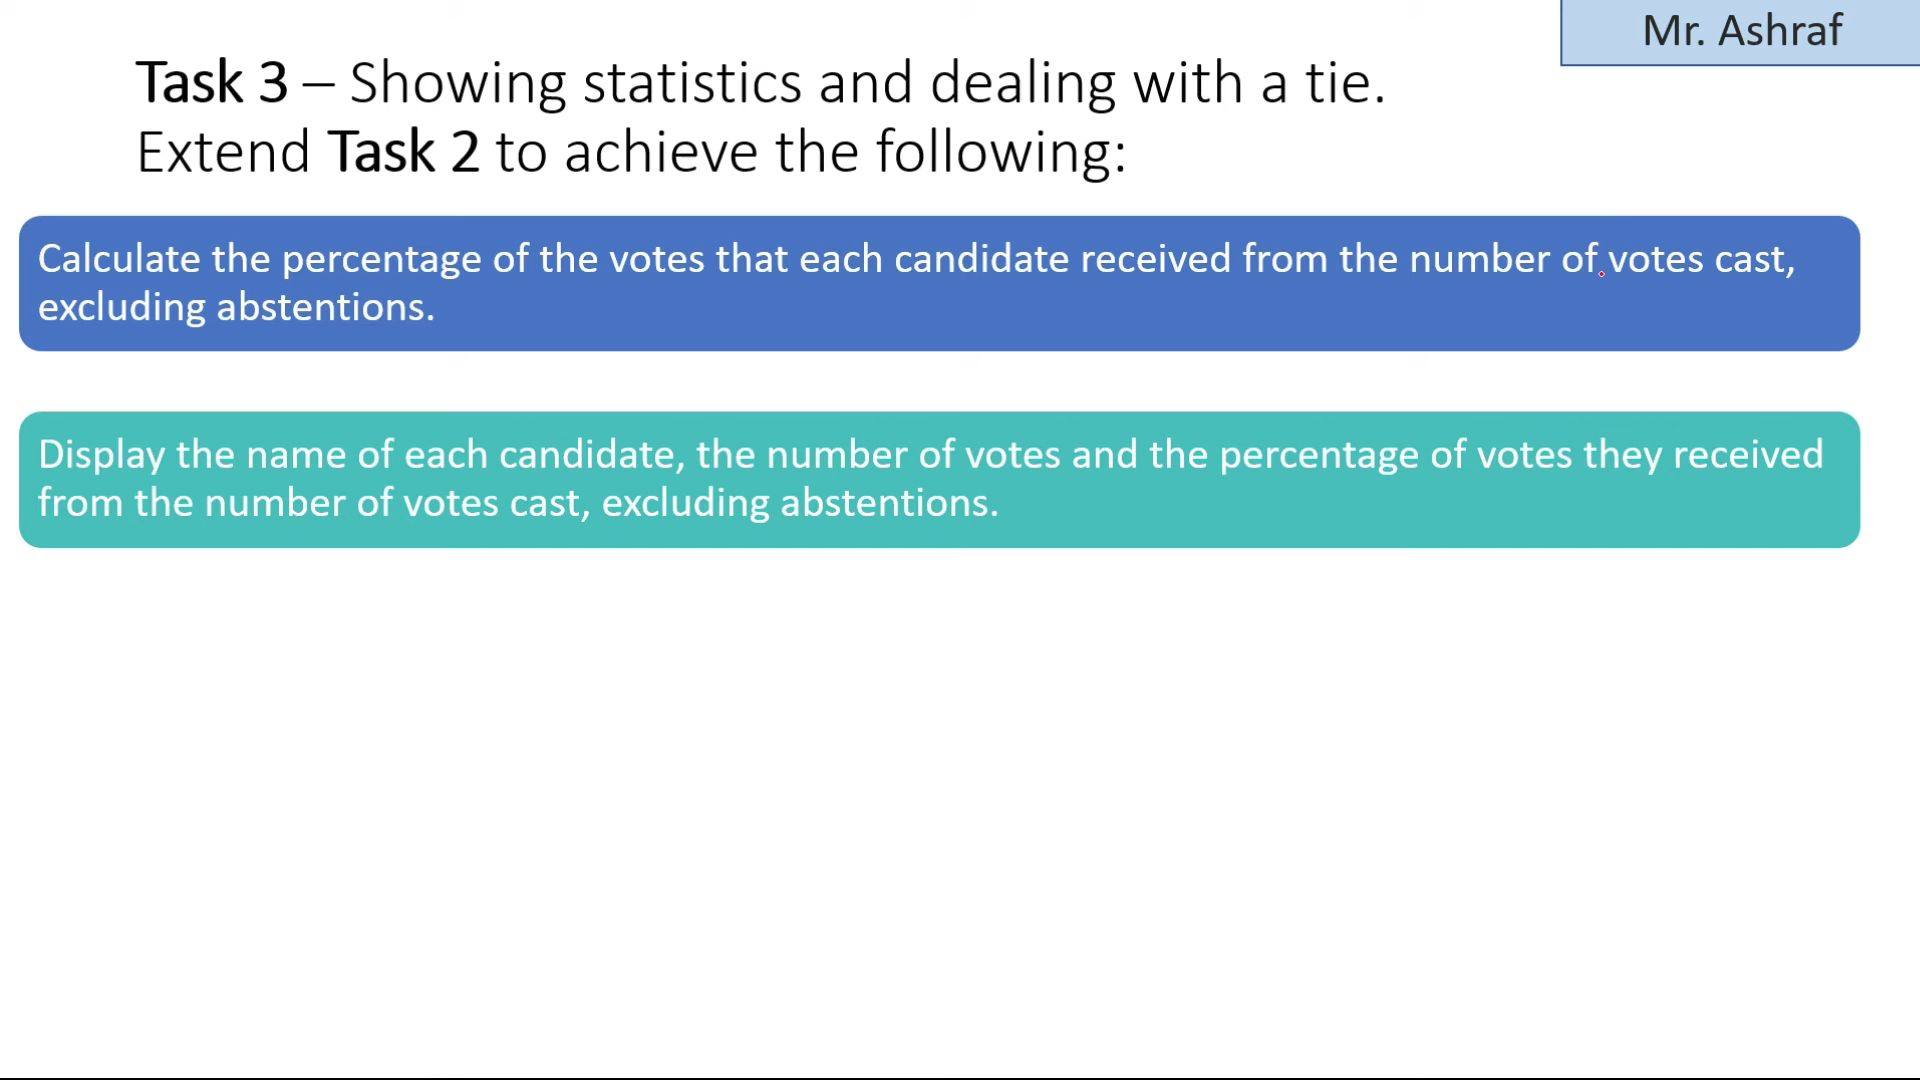 Mr. Ashraf
Task 3 – Showing statistics and dealing with a tie.
Extend Task 2 to achieve the following:
Calculate the percentage of the votes that each candidate received from the number of votes cast,
excluding abstentions.
Display the name of each candidate, the number of votes and the percentage of votes they received
from the number of votes cast, excluding abstentions.